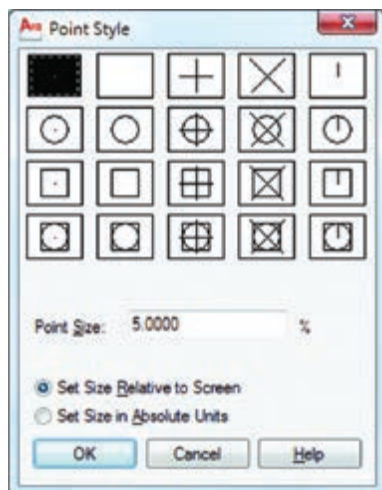 Point Style
Point Size: 5.0000 %
Set Size Relative to Screen
Set Size in Absolute Units
OK Cancel Help